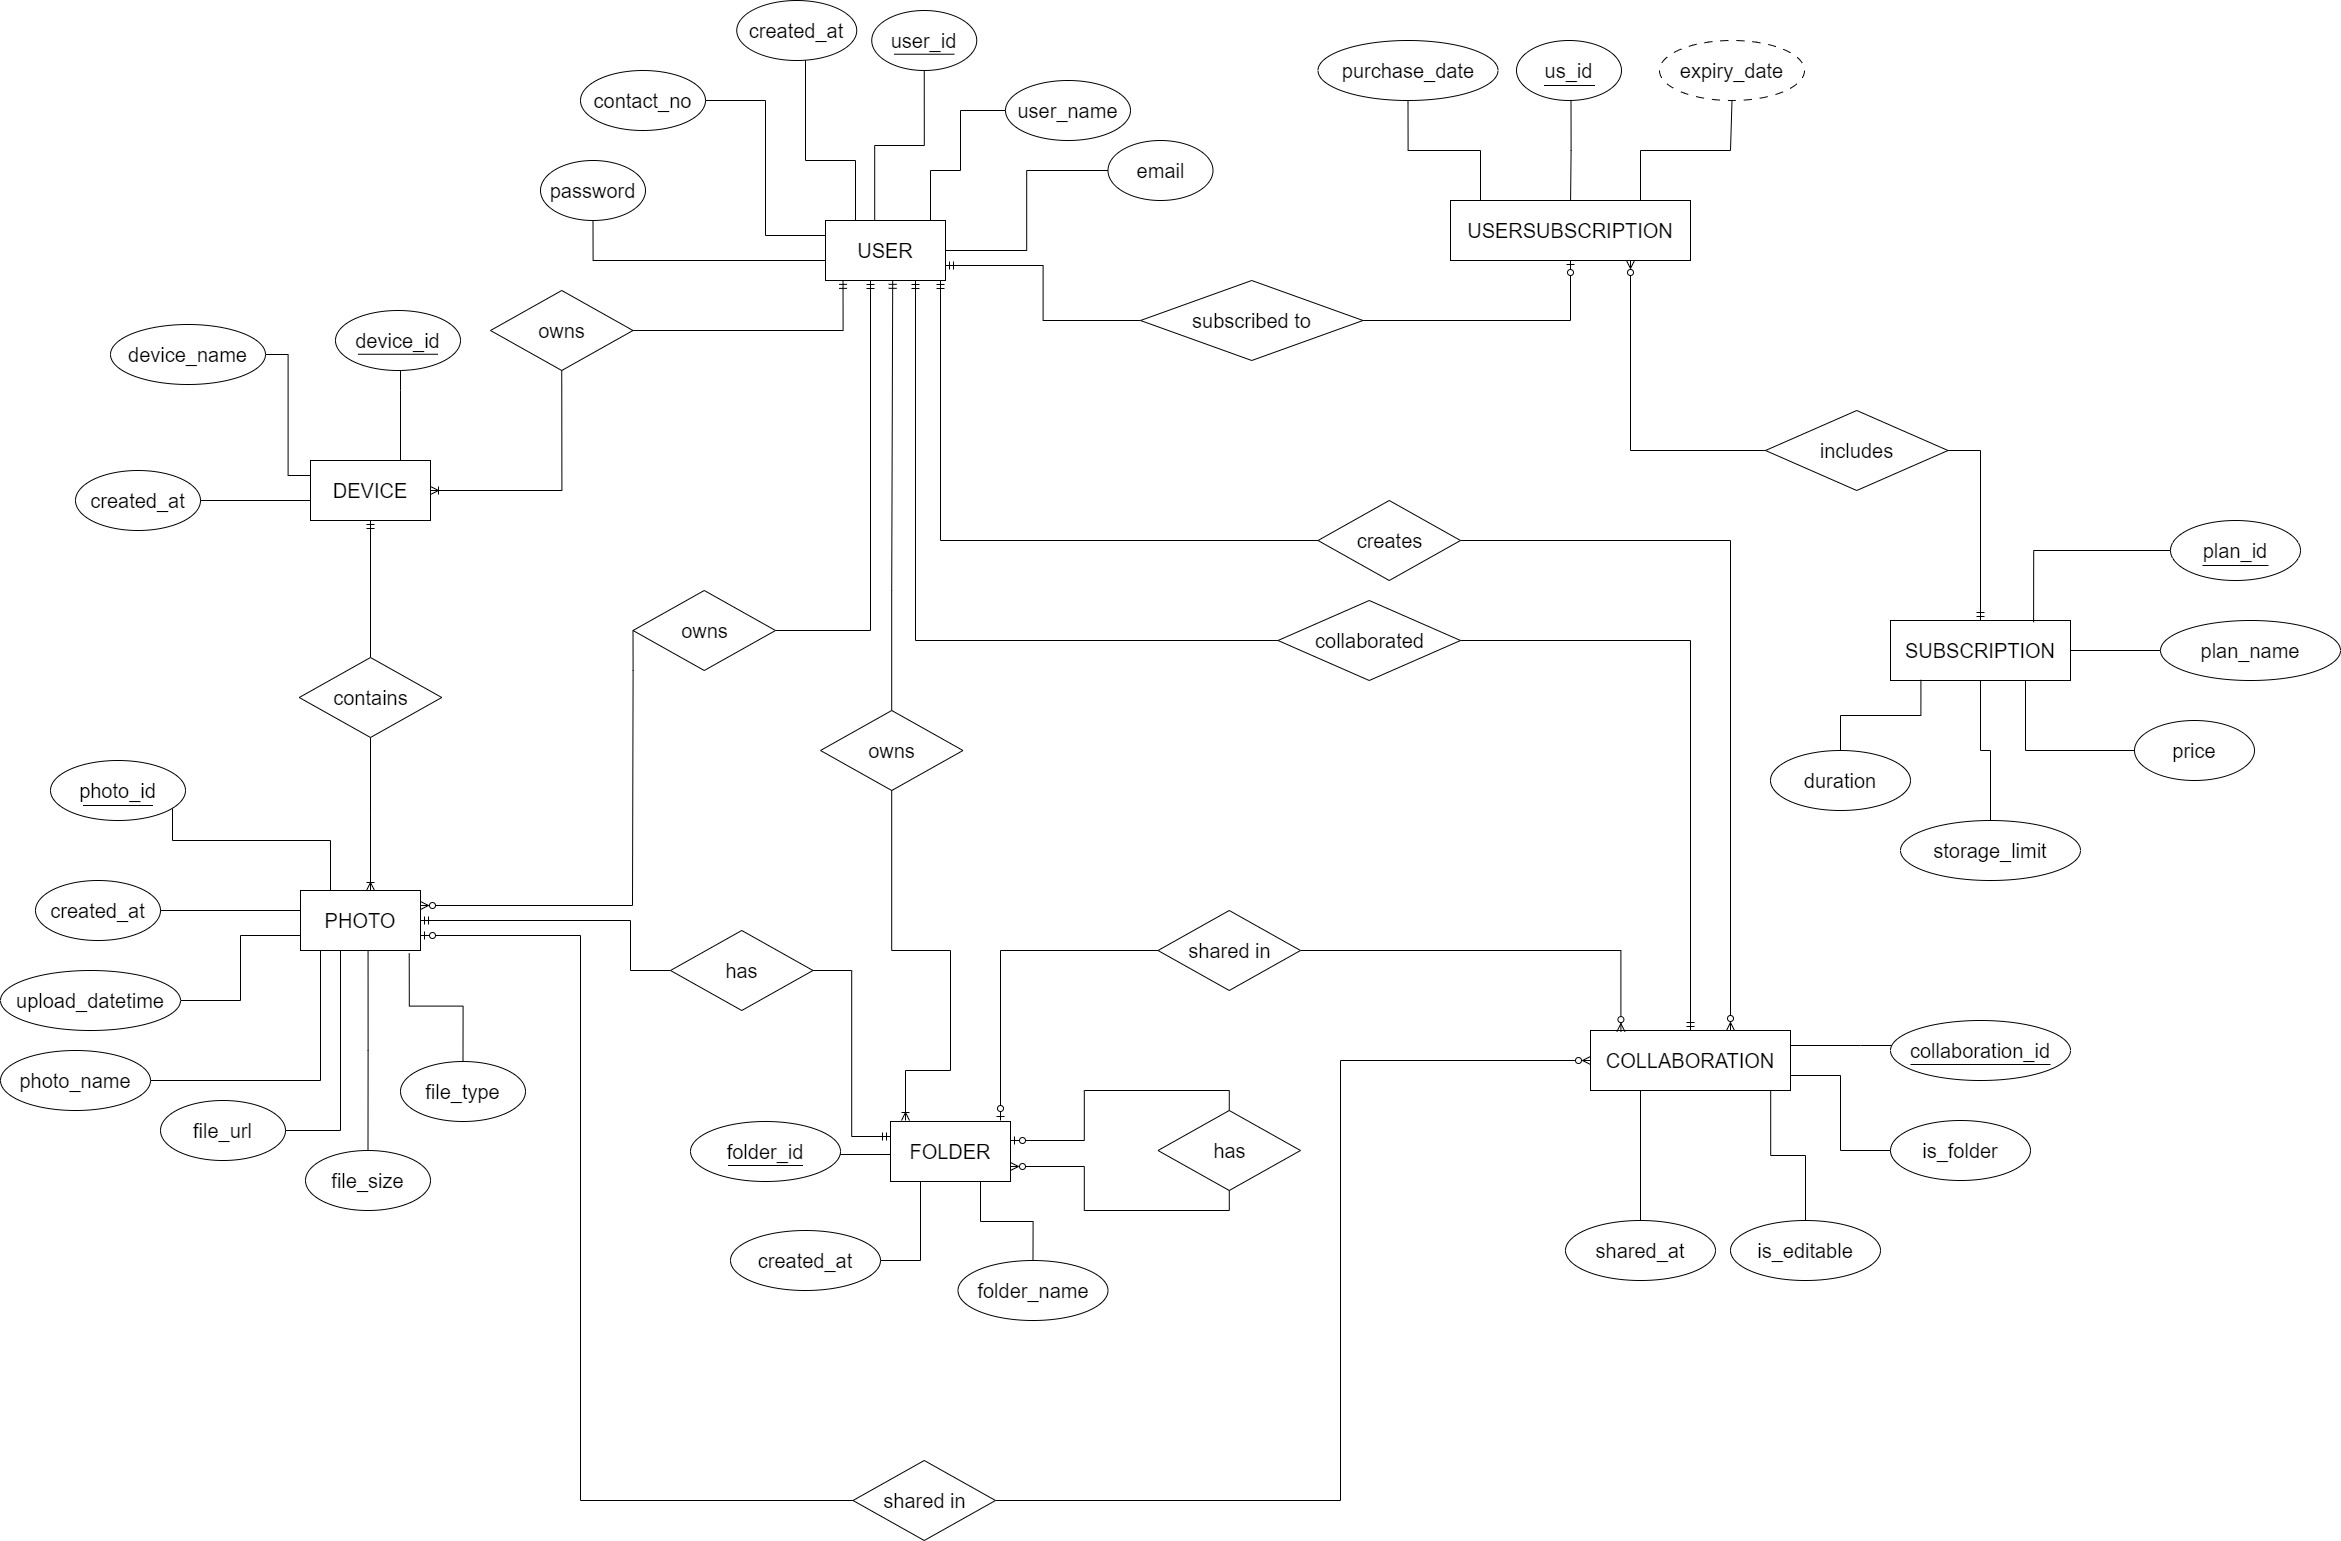 created_at
user_id
contact_no
user_name
purchase_date
us_id
expiry_date
password
email
USER
USERSUBSCRIPTION
device_name
device_id
owns
subscribed to
created_at
DEVICE
includes
creates
plan_id
owns
collaborated
SUBSCRIPTION
plan_name
contains
owns
price
duration
photo_id
storage_limit
created_at
PHOTO
has
shared in
upload_datetime
photo_name
file_type
COLLABORATION
collaboration_id
file_url
file_size
folder_id
FOLDER
has
is_folder
created_at
folder_name
shared_at
is_editable
shared in